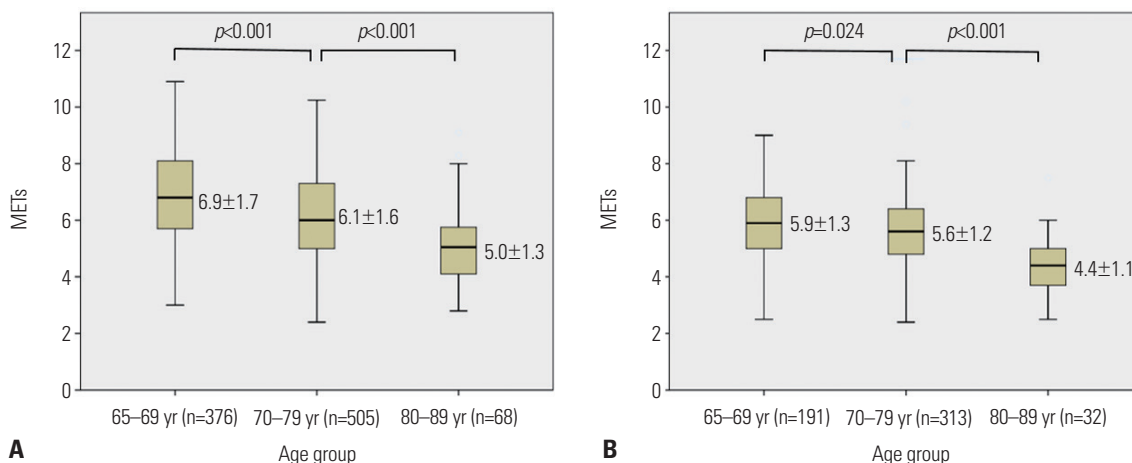 p<0.001 p<0.001
12
10
8
6
4
2
0
METs
6.9±1.7
6.1±1.6
5.0±1.3
65–69 yr (n=376) 70–79 yr (n=505) 80–89 yr (n=68)
Age group
A
p=0.024 p<0.001
12
10
8
6
4
2
0
METs
5.9±1.3
5.6±1.2
4.4±1.1
65–69 yr (n=191) 70–79 yr (n=313) 80–89 yr (n=32)
Age group
B